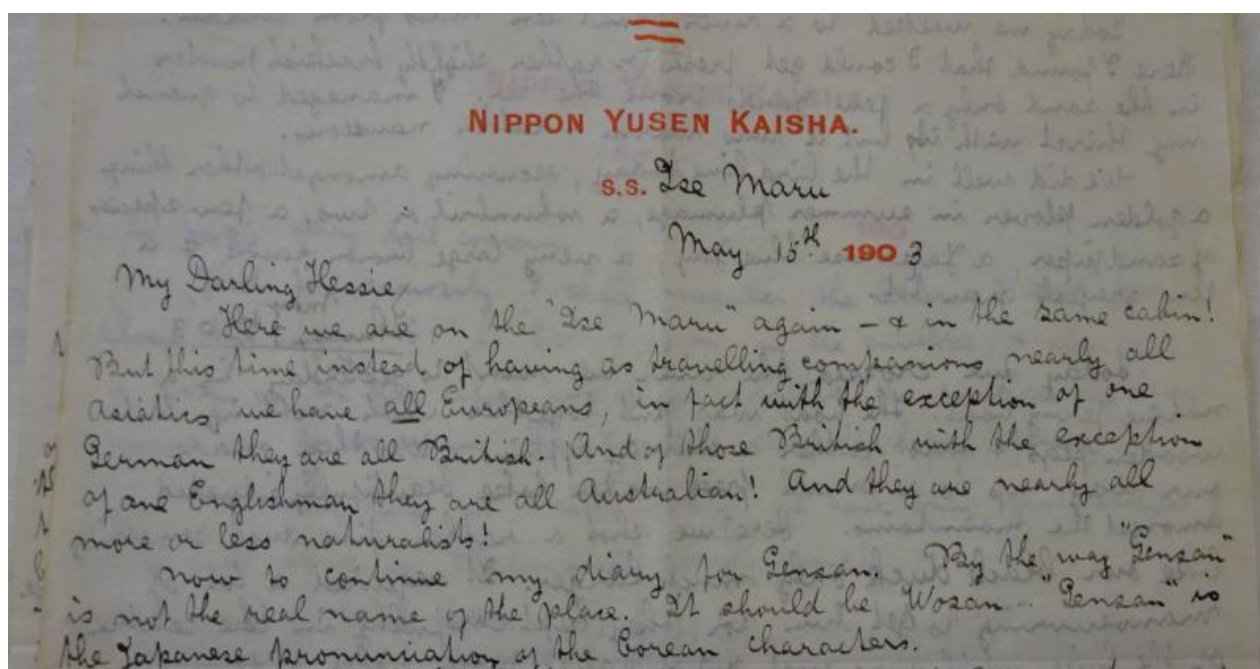 NIPPON YUSEN KAISHA.
S.S. Ise Maru
May 15th 1903
My Darling Hessie
Here we are on the "Ise Maru" again - & in the same cabin!
But this time instead of having as travelling companions nearly all
Asiatics, we have all Europeans, in fact with the exception of one
German they are all British. And of those British with the exception
of one Englishman they are all Australian! And they are nearly all
more or less naturalists!
Now to continue my diary for Gensan. By the way "Gensan"
is not the real name of the place. It should be Wozan. "Gensan" is
the Japanese pronunciation of the Corean characters.